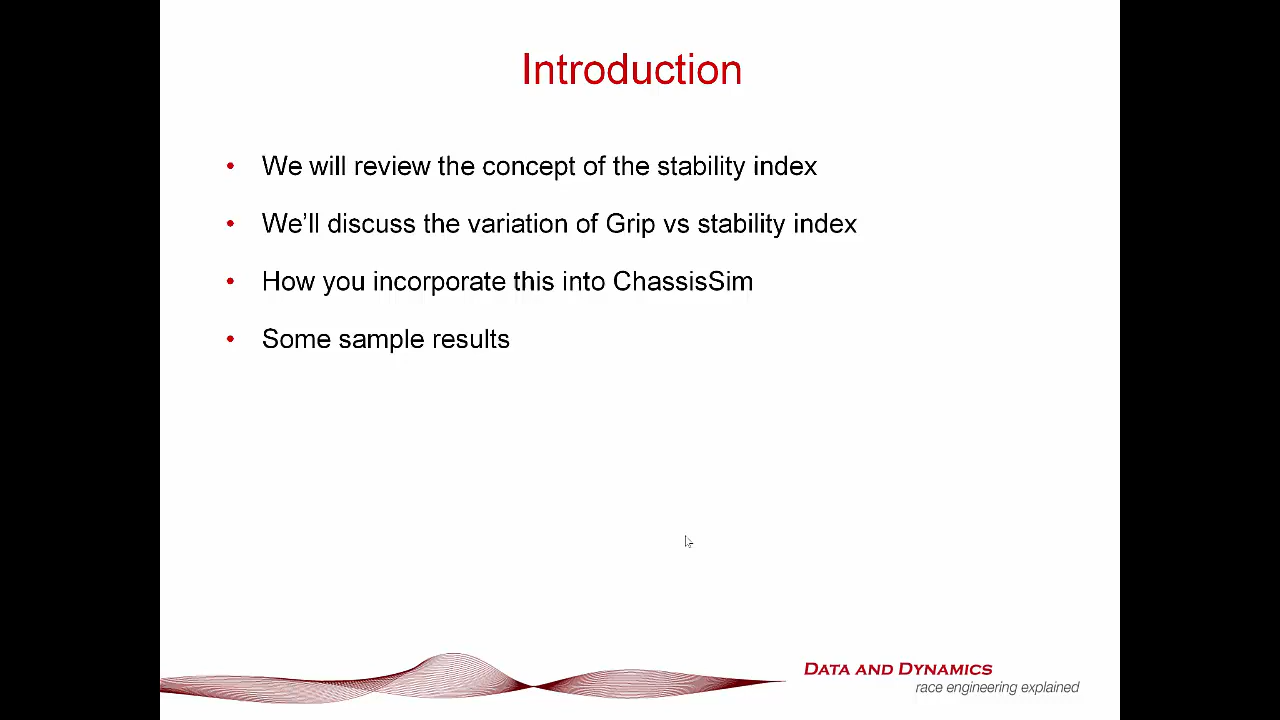 Introduction
• We will review the concept of the stability index
• We’ll discuss the variation of Grip vs stability index
• How you incorporate this into ChassisSim
• Some sample results
DATA AND DYNAMICS
race engineering explained